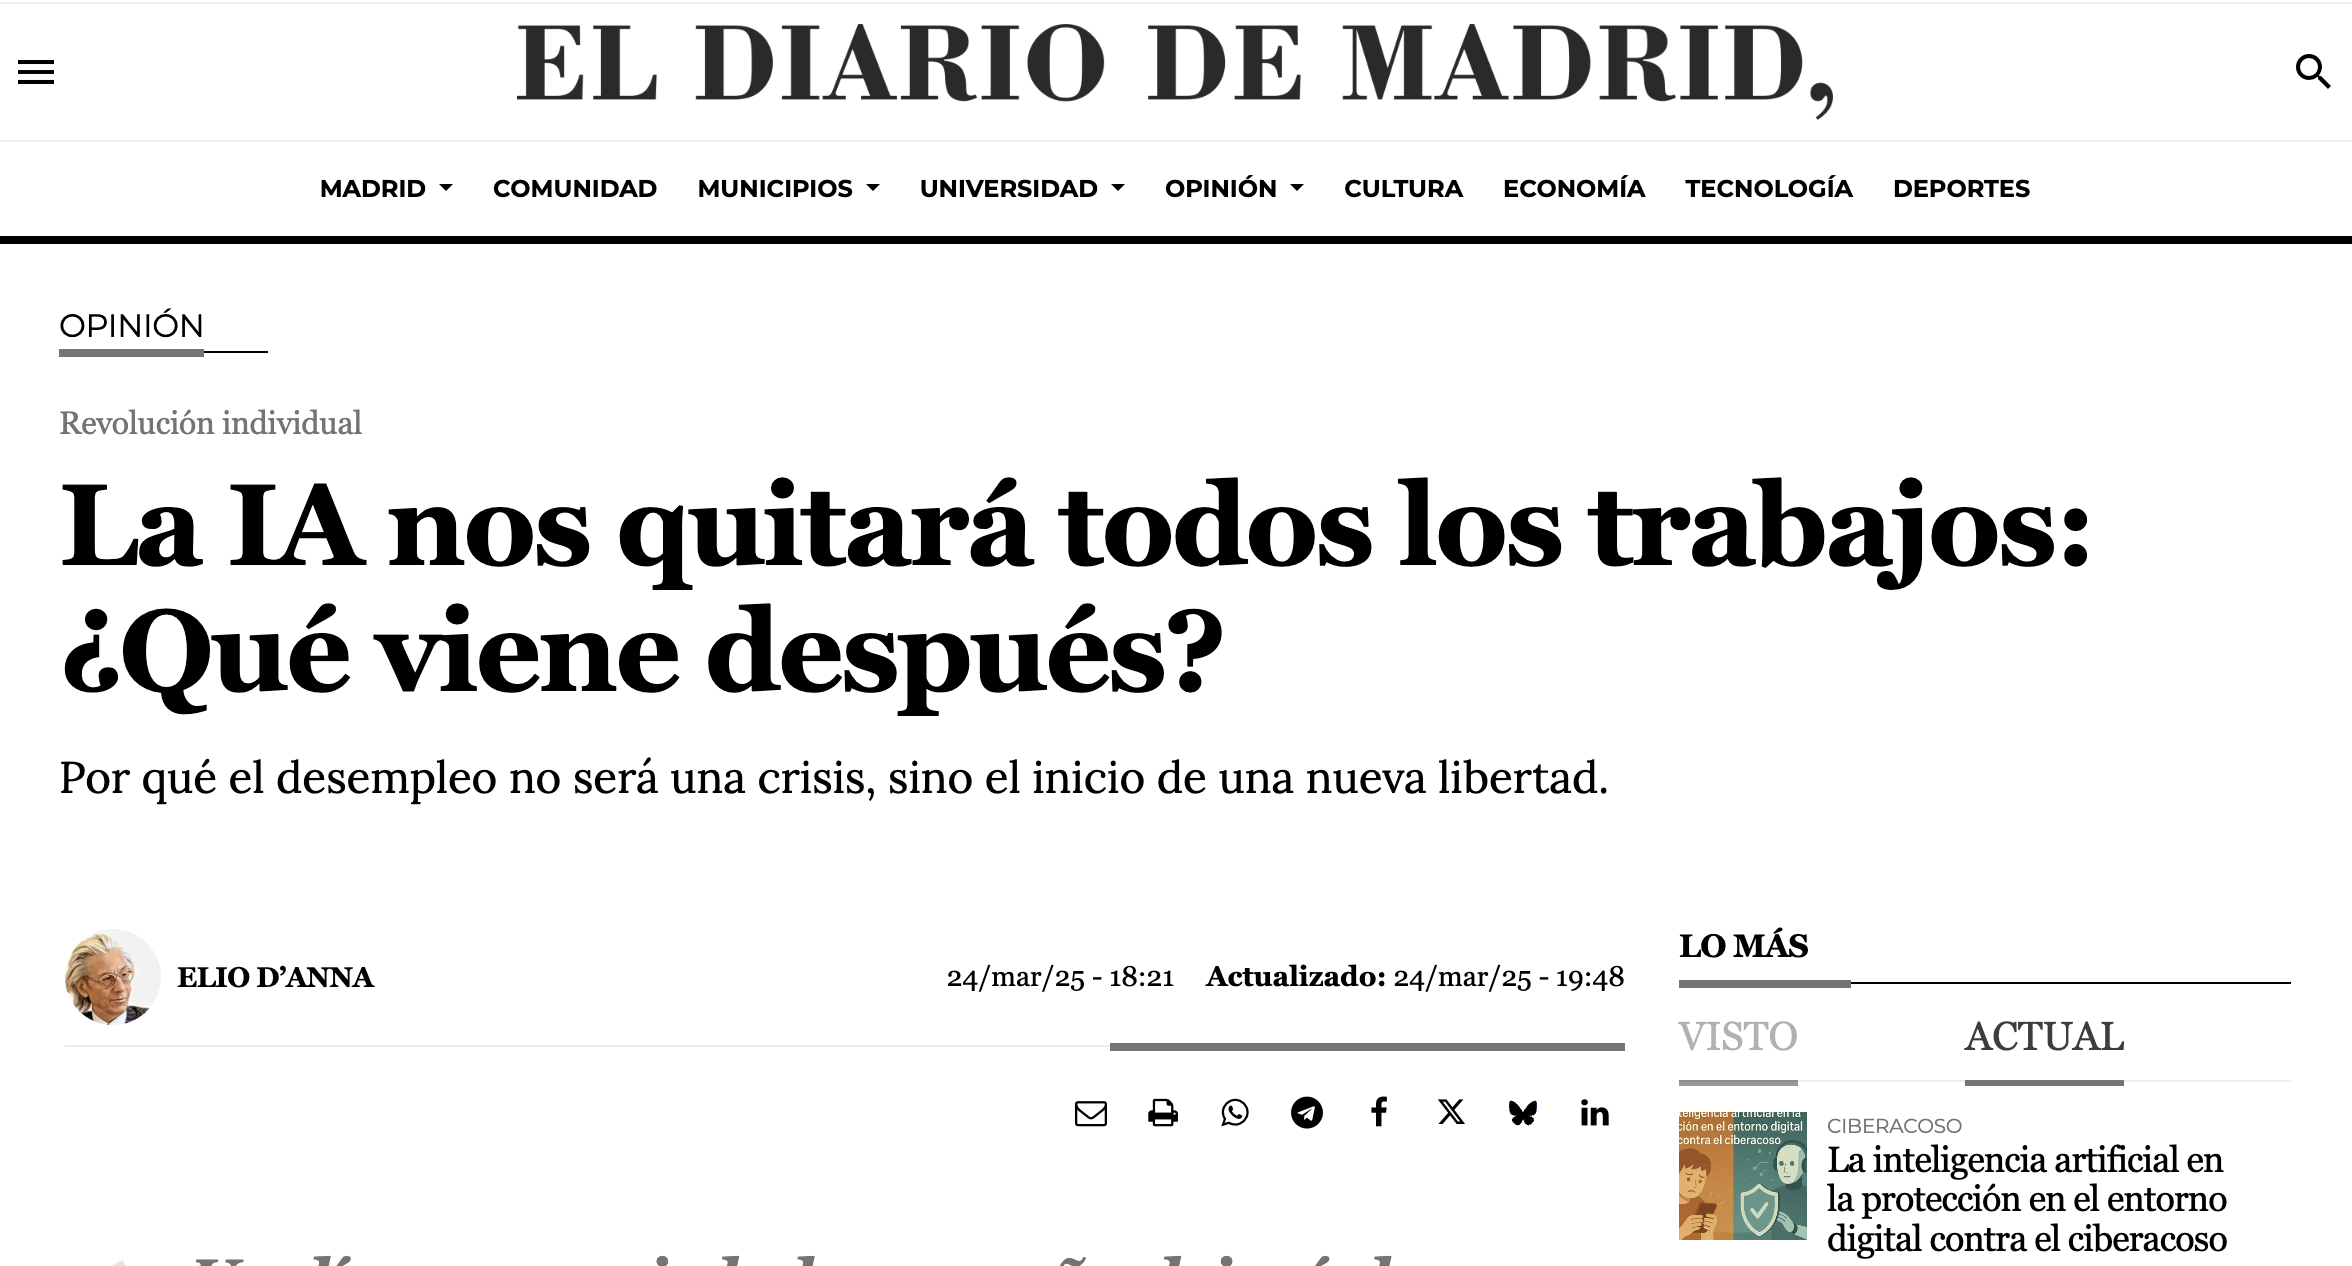 EL DIARIO DE MADRID,
MADRID COMUNIDAD MUNICIPIOS UNIVERSIDAD OPINIÓN CULTURA ECONOMÍA TECNOLOGÍA DEPORTES
OPINIÓN
Revolución individual
La IA nos quitará todos los trabajos:
¿Qué viene después?
Por qué el desempleo no será una crisis, sino el inicio de una nueva libertad.
ELIO D’ANNA
24/mar/25 - 18:21 Actualizado: 24/mar/25 - 19:48
LO MÁS
VISTO ACTUAL
ción en el entorno digital
contra el ciberacoso
CIBERACOSO
La inteligencia artificial en
la protección en el entorno
digital contra el ciberacoso